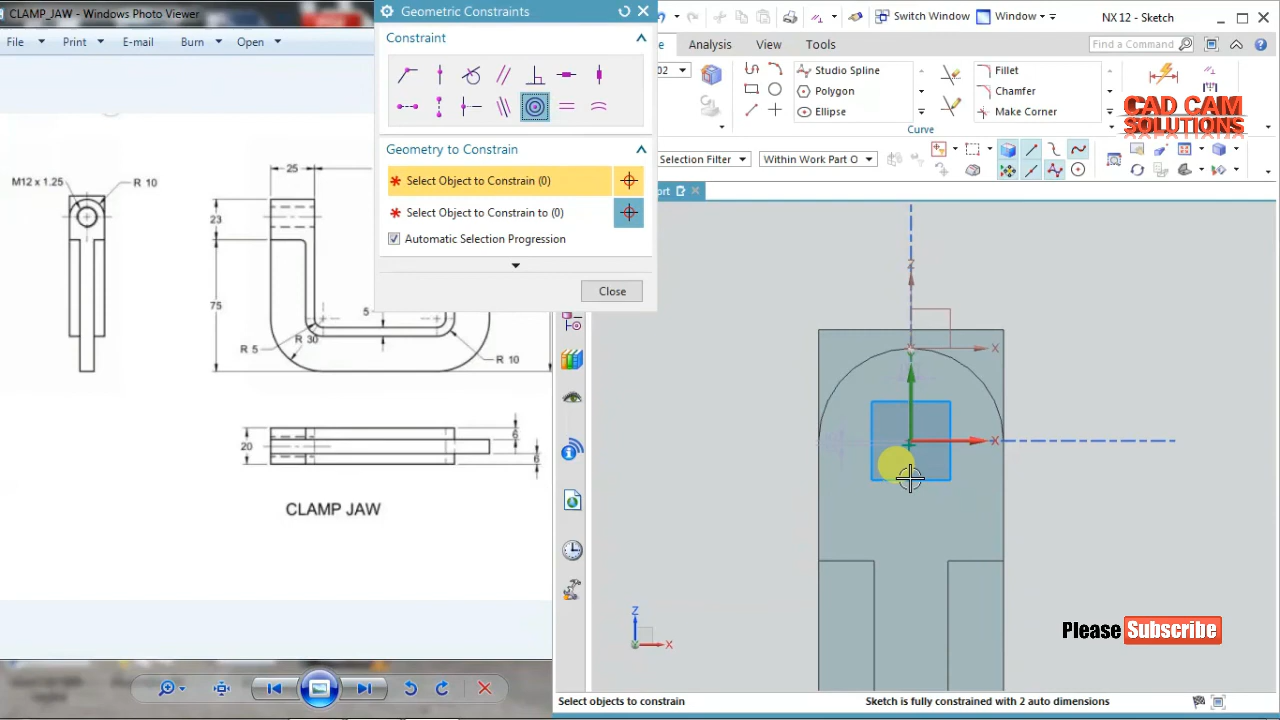 CLAMP_JAW - Windows Photo Viewer
File
Print
E-mail
Burn
Open
M12 x 1.25
R 10
25
23
75
5
R 5
R 30
R 10
20
6
6
CLAMP JAW
Geometric Constraints
Constraint
Geometry to Constrain
Select Object to Constrain (0)
Select Object to Constrain to (0)
Automatic Selection Progression
Close
Switch Window
Window
NX 12 - Sketch
Analysis
View
Tools
Find a Command
02
Studio Spline
Polygon
Ellipse
Fillet
Chamfer
Make Corner
Curve
CAD CAM
SOLUTIONS
Selection Filter
Within Work Part O
ort
Z
X
X
Z
X
Please Subscribe
Select objects to constrain
Sketch is fully constrained with 2 auto dimensions